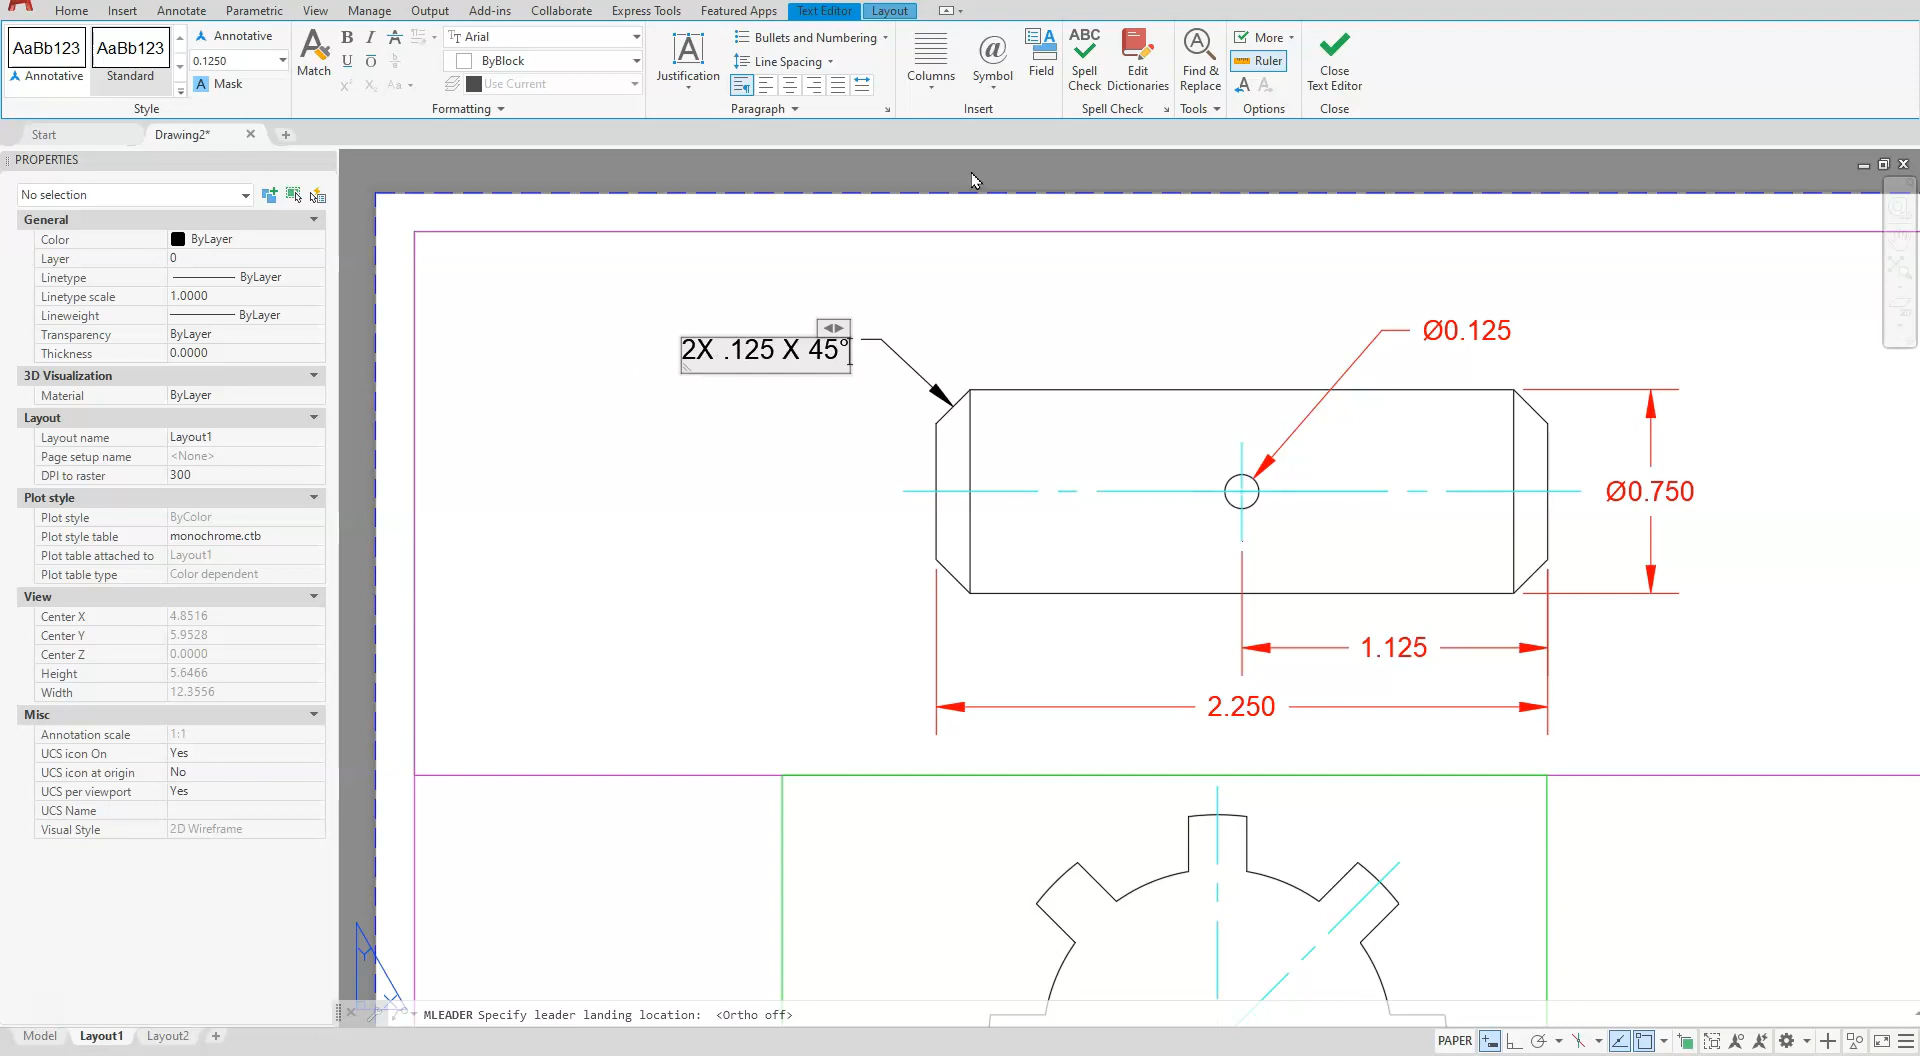 Home Insert Annotate Parametric View Manage Output Add-ins Collaborate Express Tools Featured Apps Text Editor Layout
AaBb123 AaBb123 Annotative
Annotative Standard
0.1250
Mask
Style
Match
B I A U O
Arial
ByBlock
Use Current
Formatting
Justification
Bullets and Numbering
Line Spacing
Paragraph
Columns
Symbol
Field
Insert
ABC
Spell
Check
Edit
Dictionaries
Spell Check
Find &
Replace
Tools
More
Ruler
Options
Close
Text Editor
Close
Start Drawing2*
PROPERTIES
No selection
General
Color ByLayer
Layer 0
Linetype ByLayer
Linetype scale 1.0000
Lineweight ByLayer
Transparency ByLayer
Thickness 0.0000
3D Visualization
Material ByLayer
Layout
Layout name Layout1
Page setup name <None>
DPI to raster 300
Plot style
Plot style ByColor
Plot style table monochrome.ctb
Plot table attached to Layout1
Plot table type Color dependent
View
Center X 4.8516
Center Y 5.9528
Center Z 0.0000
Height 5.6466
Width 12.3556
Misc
Annotation scale 1:1
UCS icon On Yes
UCS icon at origin No
UCS per viewport Yes
UCS Name
Visual Style 2D Wireframe
2X .125 X 45°
Ø0.125
Ø0.750
1.125
2.250
Y
X
MLEADER Specify leader landing location: <Ortho off>
Model Layout1 Layout2
PAPER